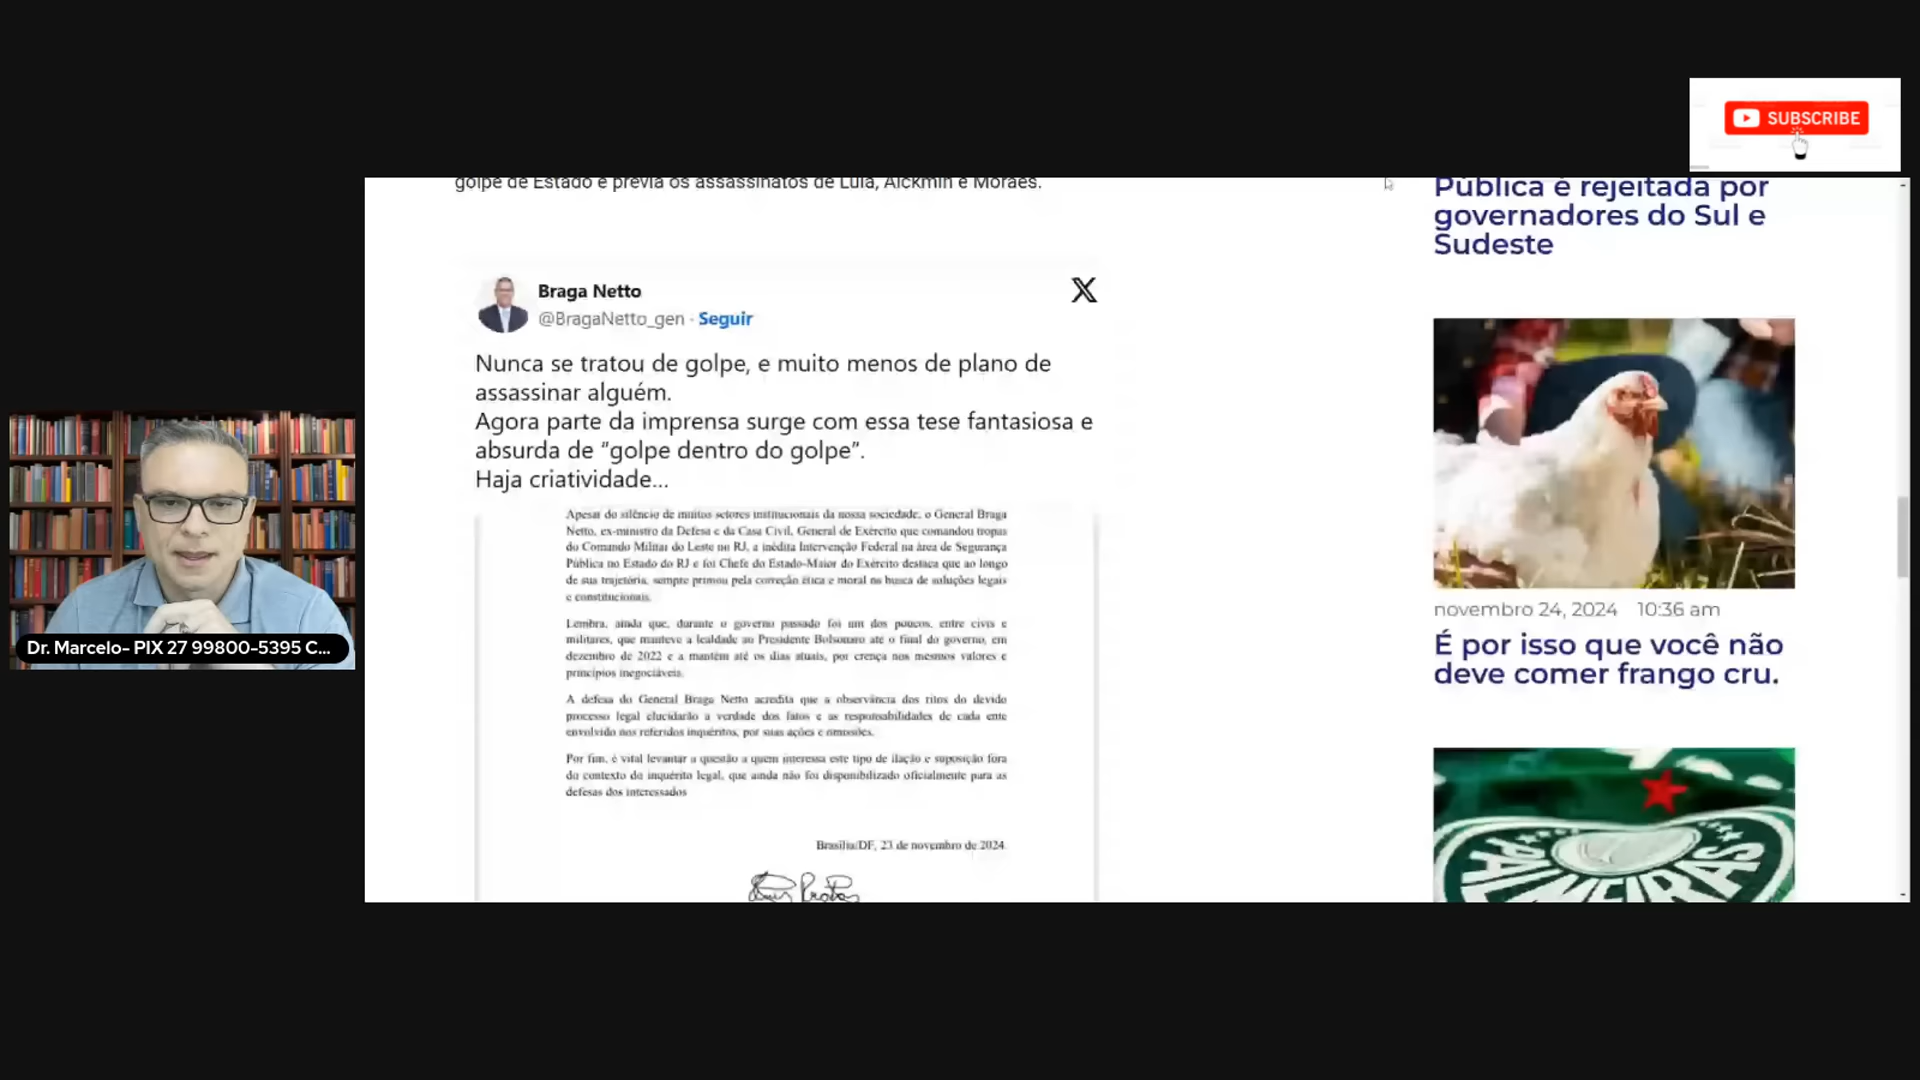 SUBSCRIBE
golpe de Estado e previa os assassinatos de Lula, Alckmin e Moraes.
Braga Netto
@BragaNetto_gen · Seguir
Nunca se tratou de golpe, e muito menos de plano de
assassinar alguém.
Agora parte da imprensa surge com essa tese fantasiosa e
absurda de “golpe dentro do golpe”.
Haja criatividade...
Apesar do silêncio de muitos setores institucionais da nossa sociedade, o General Braga
Netto, ex-ministro da Defesa e da Casa Civil, General de Exército que comandou tropas
do Comando Militar do Leste no RJ, a inédita Intervenção Federal na área de Segurança
Pública no Estado do RJ e foi Chefe do Estado-Maior do Exército destaca que ao longo
de sua trajetória, sempre primou pela correção ética e moral na busca de soluções legais
e constitucionais.
Lembra, ainda que, durante o governo passado foi um dos poucos, entre civis e
militares, que manteve a lealdade ao Presidente Bolsonaro até o final do governo, em
dezembro de 2022 e a mantém até os dias atuais, por crença nos mesmos valores e
princípios inegociáveis.
A defesa do General Braga Netto acredita que a observância dos ritos do devido
processo legal elucidarão a verdade dos fatos e as responsabilidades de cada ente
envolvido nos referidos inquéritos, por suas ações e omissões.
Por fim, é vital levantar a questão a quem interessa este tipo de ilação e suposição fora
do contexto do inquérito legal, que ainda não foi disponibilizado oficialmente para as
defesas dos interessados
Brasília/DF, 23 de novembro de 2024
Pública é rejeitada por
governadores do Sul e
Sudeste
novembro 24, 2024 10:36 am
É por isso que você não
deve comer frango cru.
PALMEIRAS
Dr. Marcelo- PIX 27 99800-5395 C...